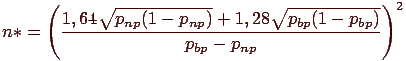 n* = \left( \frac{1,64\sqrt{p_{np}(1-p_{np})}+1,28\sqrt{p_{bp}(1-p_{bp})}}{p_{bp}-p_{np}} \right)^2